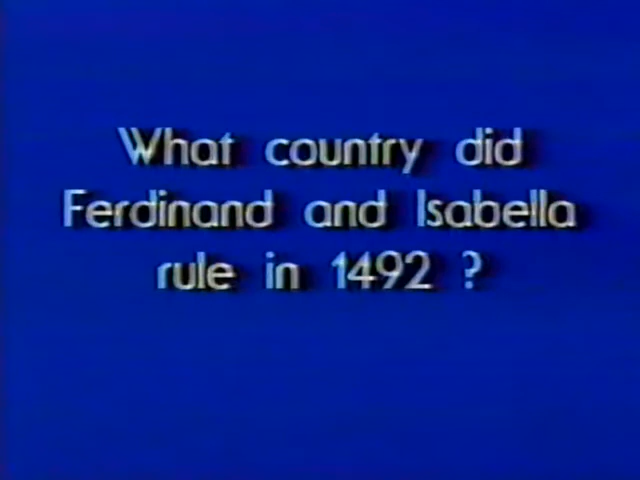 What country did
Ferdinand and Isabella
rule in 1492 ?